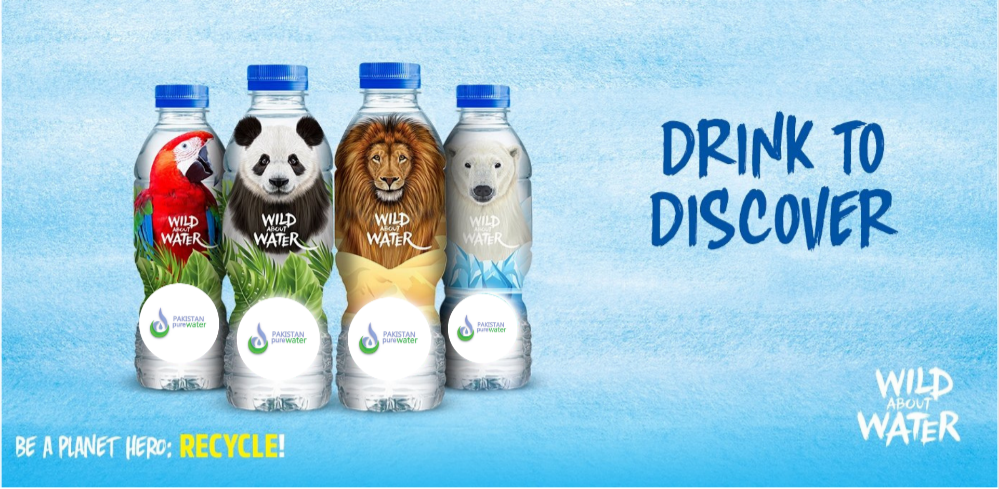 DRINK TO
DISCOVER
WILD
ABOUT
WATER
WILD
ABOUT
WATER
WILD
ABOUT
WATER
WILD
ABOUT
WATER
PAKISTAN
purewater
PAKISTAN
purewater
PAKISTAN
purewater
PAKISTAN
purewater
WILD
ABOUT
WATER
BE A PLANET HERO: RECYCLE!